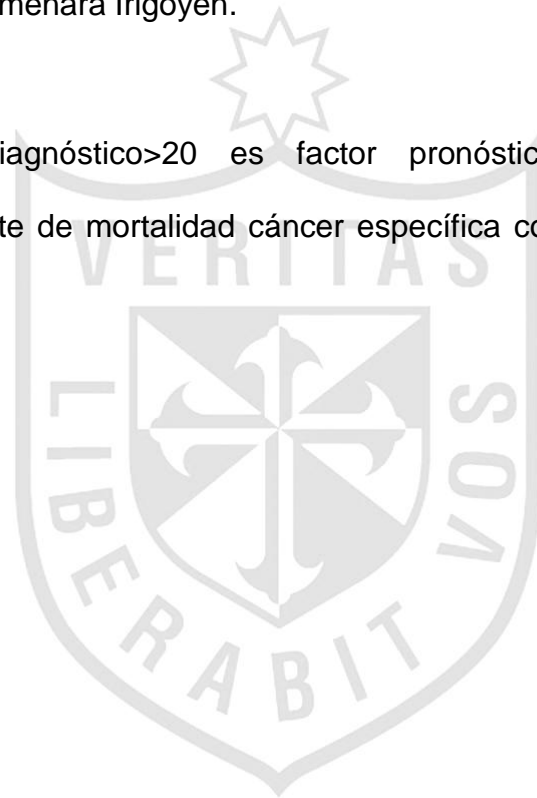 menara Irigoyen.
iagnóstico>20 es factor pronóstic
te de mortalidad cáncer específica co
VERITAS
LIBERABIT VOS